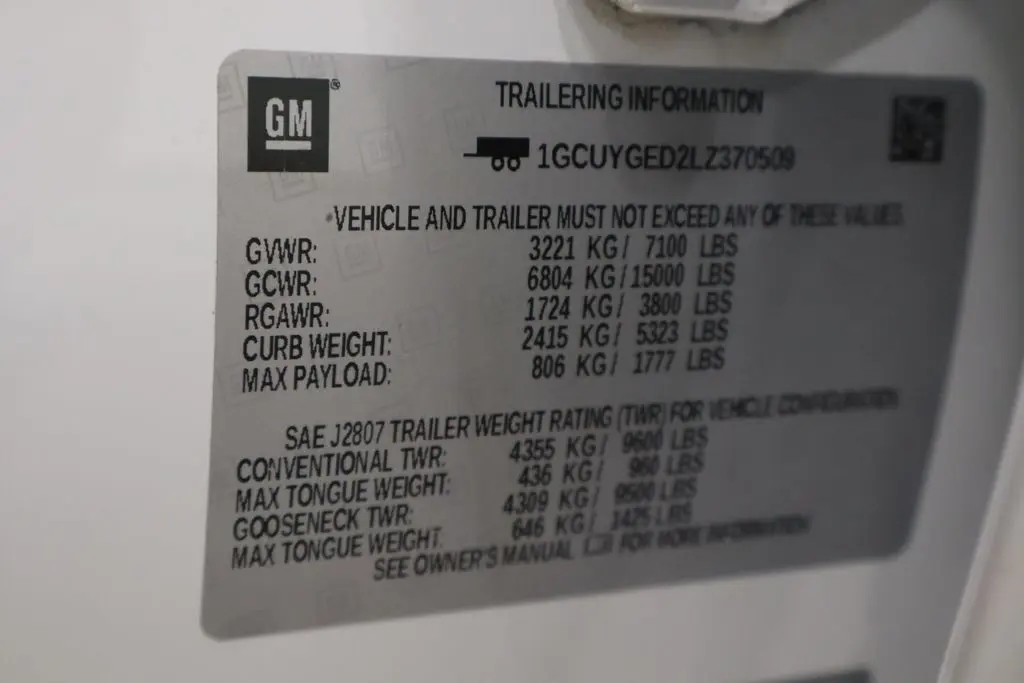 GM®
TRAILERING INFORMATION
1GCUYGED2LZ370509
*VEHICLE AND TRAILER MUST NOT EXCEED ANY OF THESE VALUES.
GVWR: 3221 KG/ 7100 LBS
GCWR: 6804 KG/15000 LBS
RGAWR: 1724 KG/ 3800 LBS
CURB WEIGHT: 2415 KG/ 5323 LBS
MAX PAYLOAD: 806 KG/ 1777 LBS
SAE J2807 TRAILER WEIGHT RATING (TWR) FOR VEHICLE CONFIGURATION
CONVENTIONAL TWR: 4355 KG/ 9600 LBS
MAX TONGUE WEIGHT: 436 KG/ 960 LBS
GOOSENECK TWR: 4309 KG/ 9500 LBS
MAX TONGUE WEIGHT: 646 KG/ 1425 LBS
SEE OWNER'S MANUAL FOR MORE INFORMATION